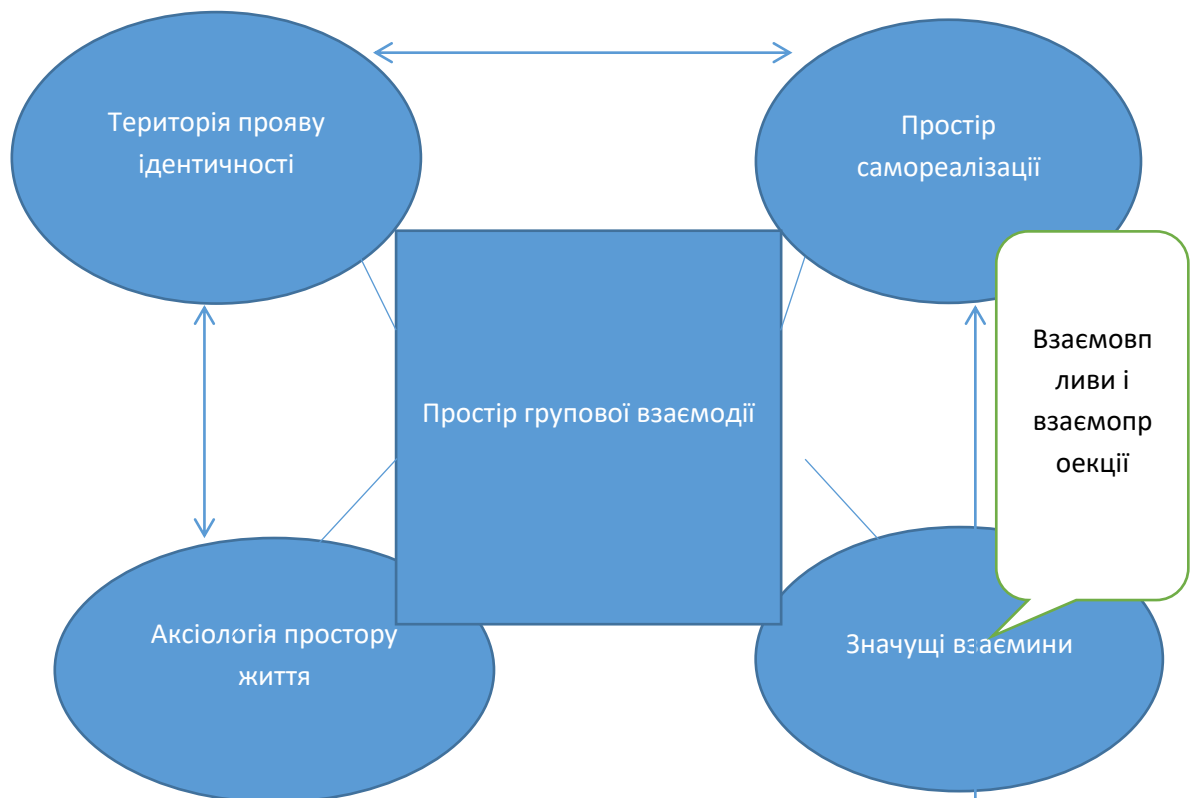 Територія прояву
ідентичності
Простір
самореалізації
Взаємовп
ливи і
взаємопр
оекції
Простір групової взаємодії
Аксіологія простору
життя
Значущі взаємини